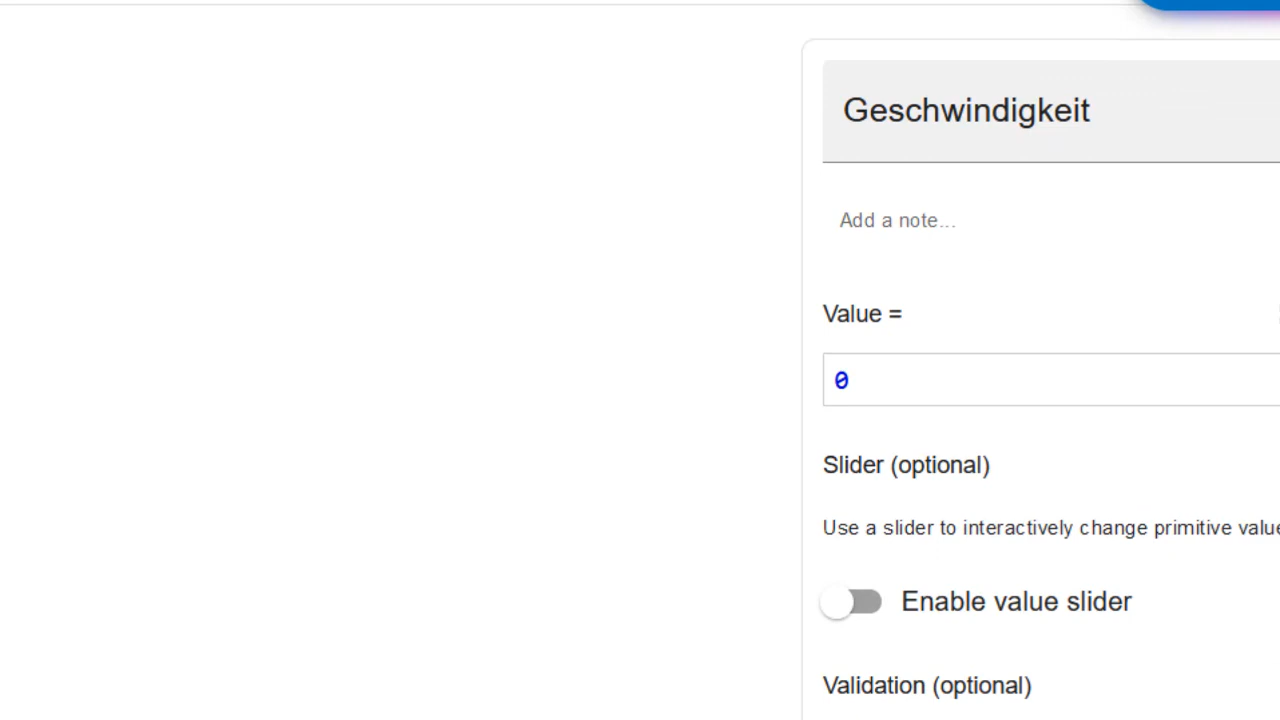 Geschwindigkeit
Add a note...
Value =
0
Slider (optional)
Use a slider to interactively change primitive value
Enable value slider
Validation (optional)